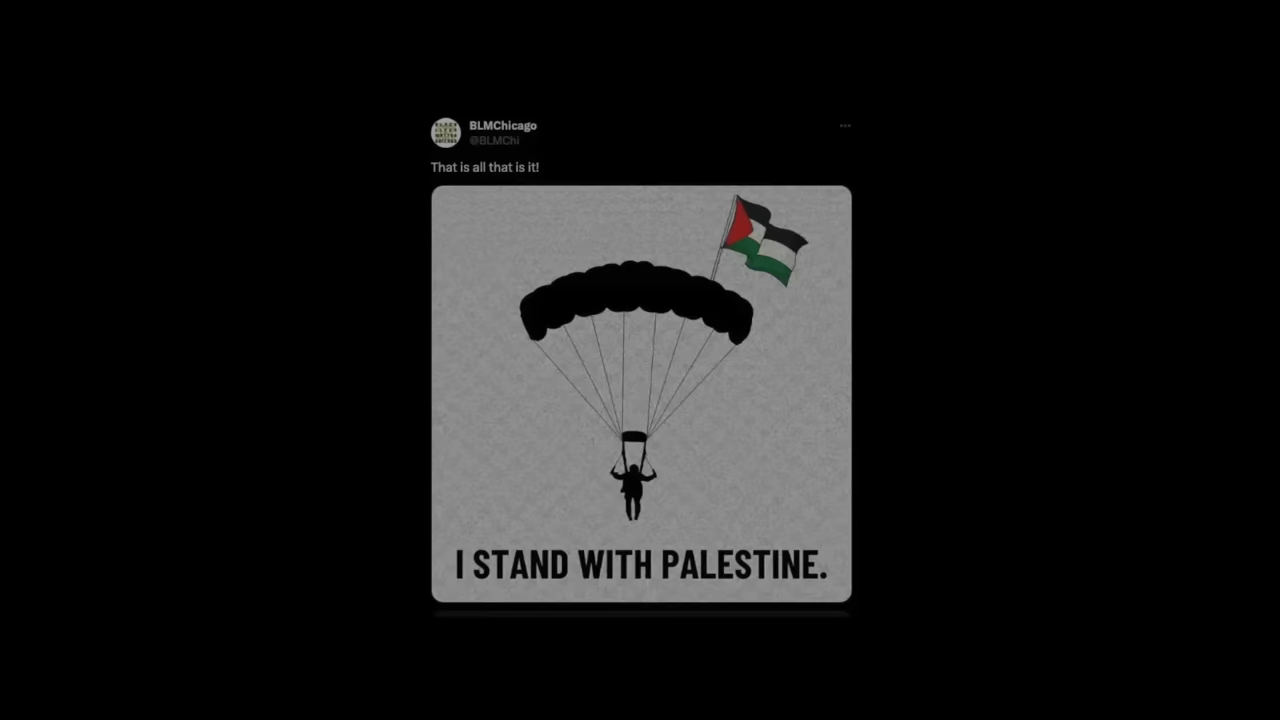 BLMChicago
@BLMChi
That is all that is it!
I STAND WITH PALESTINE.